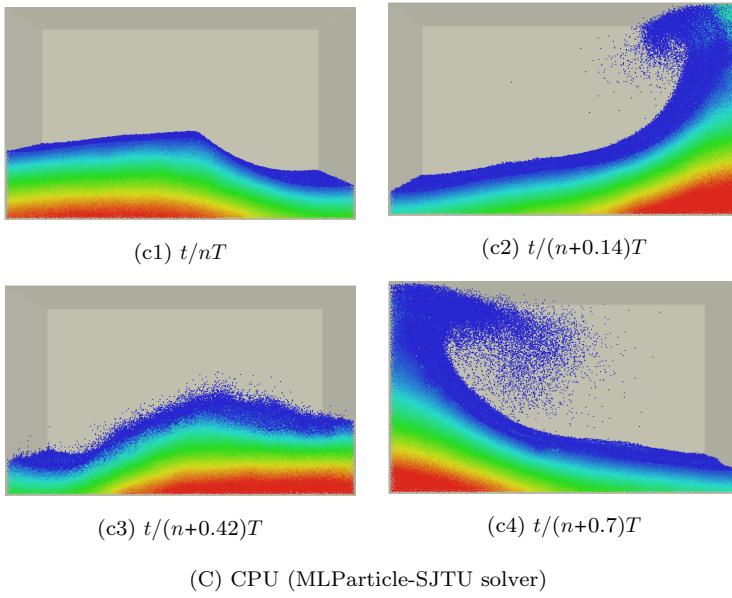 (c1) t/nT
(c2) t/(n+0.14)T
(c3) t/(n+0.42)T
(c4) t/(n+0.7)T
(C) CPU (MLParticle-SJTU solver)